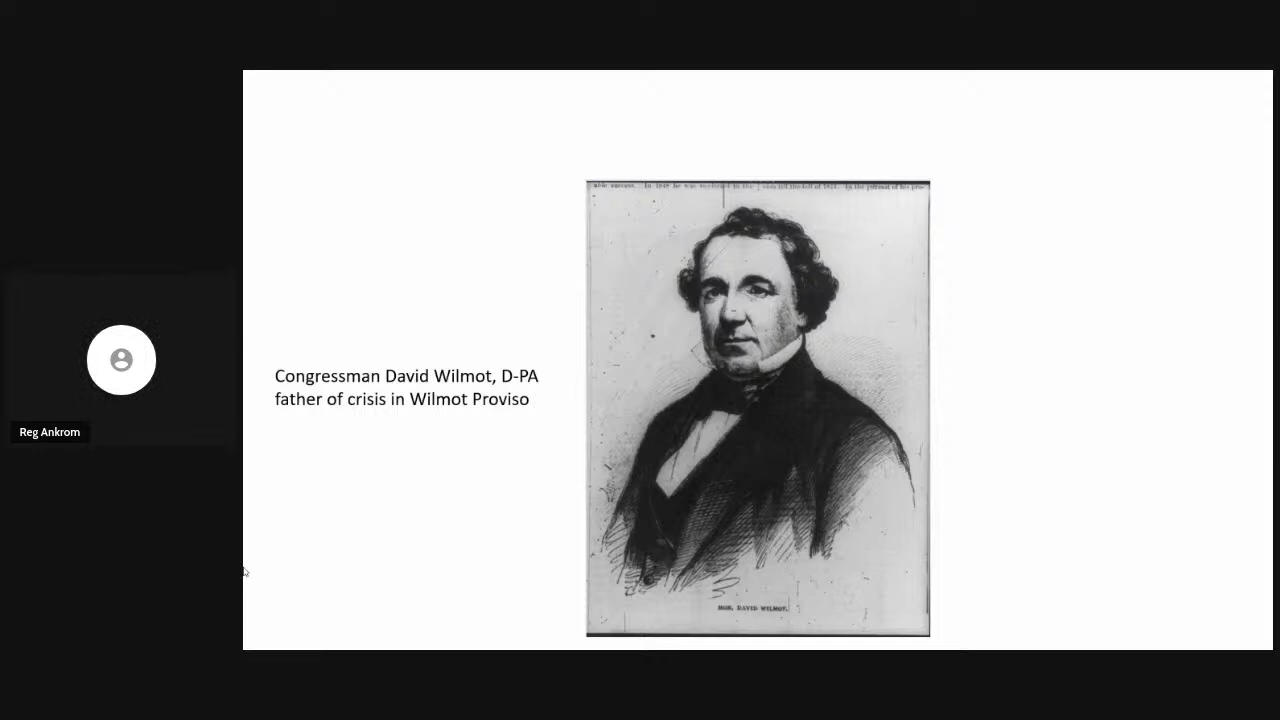 Congressman David Wilmot, D-PA
father of crisis in Wilmot Proviso
Reg Ankrom
HON. DAVID WILMOT.